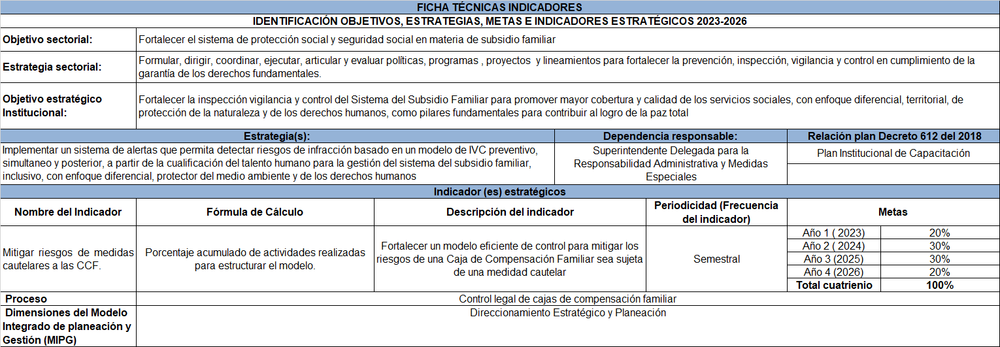 FICHA TÉCNICAS INDICADORES
IDENTIFICACIÓN OBJETIVOS, ESTRATEGIAS, METAS E INDICADORES ESTRATÉGICOS 2023-2026
Objetivo sectorial:
Fortalecer el sistema de protección social y seguridad social en materia de subsidio familiar
Estrategia sectorial:
Formular, dirigir, coordinar, ejecutar, articular y evaluar políticas, programas , proyectos y lineamientos para fortalecer la prevención, inspección, vigilancia y control en cumplimiento de la
garantía de los derechos fundamentales.
Objetivo estratégico
Institucional:
Fortalecer la inspección vigilancia y control del Sistema del Subsidio Familiar para promover mayor cobertura y calidad de los servicios sociales, con enfoque diferencial, territorial, de
protección de la naturaleza y de los derechos humanos, como pilares fundamentales para contribuir al logro de la paz total
Estrategia(s):
Dependencia responsable:
Relación plan Decreto 612 del 2018
Implementar un sistema de alertas que permita detectar riesgos de infracción basado en un modelo de IVC preventivo,
simultaneo y posterior, a partir de la cualificación del talento humano para la gestión del sistema del subsidio familiar,
inclusivo, con enfoque diferencial, protector del medio ambiente y de los derechos humanos
Superintendente Delegada para la
Responsabilidad Administrativa y Medidas
Especiales
Plan Institucional de Capacitación
Indicador (es) estratégicos
Nombre del Indicador
Fórmula de Cálculo
Descripción del indicador
Periodicidad (Frecuencia
del indicador)
Metas
Mitigar riesgos de medidas
cautelares a las CCF.
Porcentaje acumulado de actividades realizadas
para estructurar el modelo.
Fortalecer un modelo eficiente de control para mitigar los
riesgos de una Caja de Compensación Familiar sea sujeta
de una medidad cautelar
Semestral
Año 1 ( 2023) 20%
Año 2 ( 2024) 30%
Año 3 (2025) 30%
Año 4 (2026) 20%
Total cuatrienio 100%
Proceso
Control legal de cajas de compensación familiar
Dimensiones del Modelo
Integrado de planeación y
Gestión (MIPG)
Direccionamiento Estratégico y Planeación